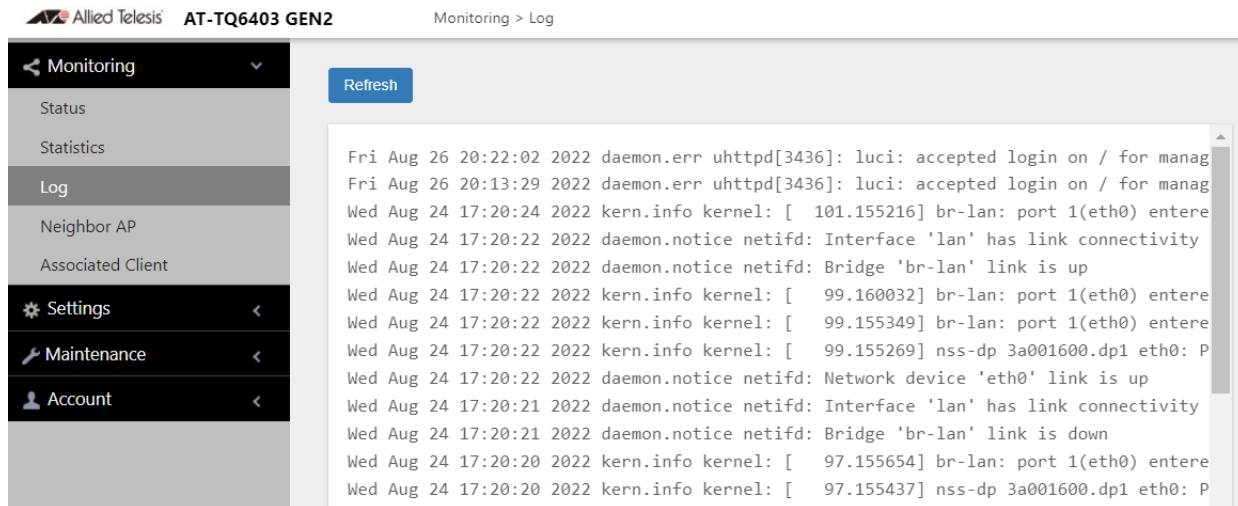 Allied Telesis AT-TQ6403 GEN2 Monitoring > Log
Monitoring
Status
Statistics
Log
Neighbor AP
Associated Client
Settings
Maintenance
Account
Refresh
Fri Aug 26 20:22:02 2022 daemon.err uhttpd[3436]: luci: accepted login on / for manag
Fri Aug 26 20:13:29 2022 daemon.err uhttpd[3436]: luci: accepted login on / for manag
Wed Aug 24 17:20:24 2022 kern.info kernel: [  101.155216] br-lan: port 1(eth0) entere
Wed Aug 24 17:20:22 2022 daemon.notice netifd: Interface 'lan' has link connectivity
Wed Aug 24 17:20:22 2022 daemon.notice netifd: Bridge 'br-lan' link is up
Wed Aug 24 17:20:22 2022 kern.info kernel: [   99.160032] br-lan: port 1(eth0) entere
Wed Aug 24 17:20:22 2022 kern.info kernel: [   99.155349] br-lan: port 1(eth0) entere
Wed Aug 24 17:20:22 2022 kern.info kernel: [   99.155269] nss-dp 3a001600.dp1 eth0: P
Wed Aug 24 17:20:22 2022 daemon.notice netifd: Network device 'eth0' link is up
Wed Aug 24 17:20:21 2022 daemon.notice netifd: Interface 'lan' has link connectivity
Wed Aug 24 17:20:21 2022 daemon.notice netifd: Bridge 'br-lan' link is down
Wed Aug 24 17:20:20 2022 kern.info kernel: [   97.155654] br-lan: port 1(eth0) entere
Wed Aug 24 17:20:20 2022 kern.info kernel: [   97.155437] nss-dp 3a001600.dp1 eth0: P